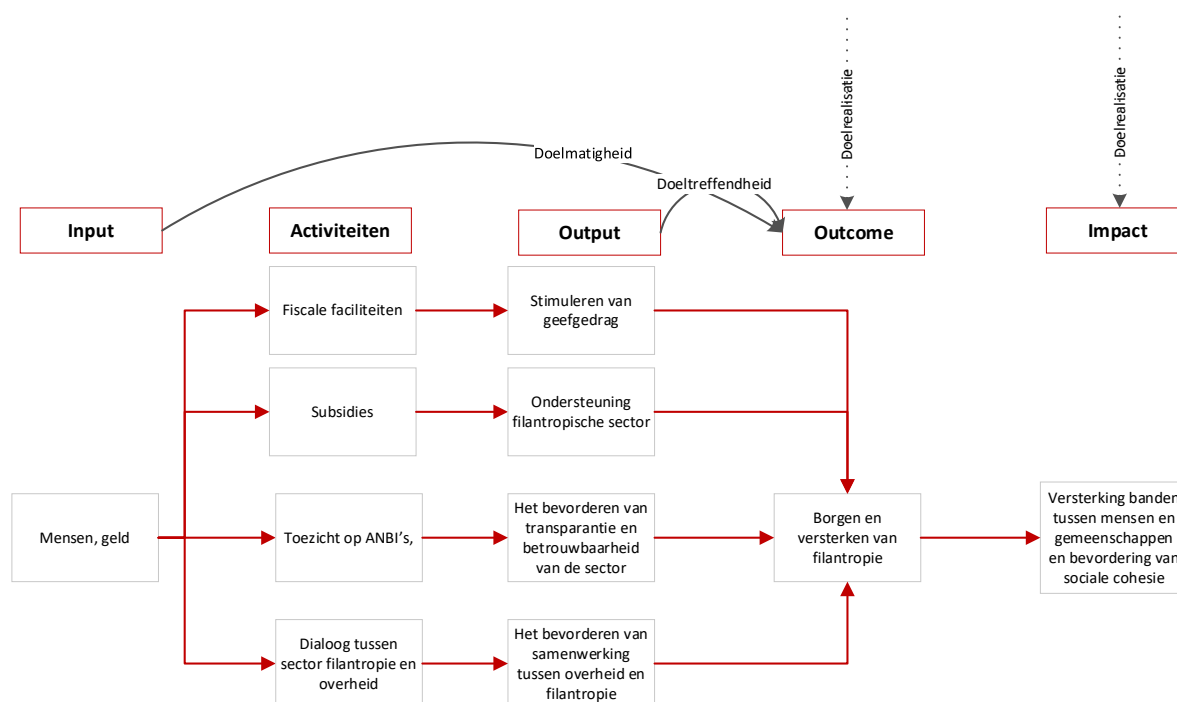 Doelrealisatie
Doelrealisatie
Doelmatigheid
Doeltreffendheid
Input
Activiteiten
Output
Outcome
Impact
Fiscale faciliteiten
Stimuleren van
geefgedrag
Subsidies
Ondersteuning
filantropische sector
Mensen, geld
Toezicht op ANBI's,
Het bevorderen van
transparantie en
betrouwbaarheid
van de sector
Borgen en
versterken van
filantropie
Versterking banden
tussen mensen en
gemeenschappen
en bevordering van
sociale cohesie
Dialoog tussen
sector filantropie en
overheid
Het bevorderen van
samenwerking
tussen overheid en
filantropie